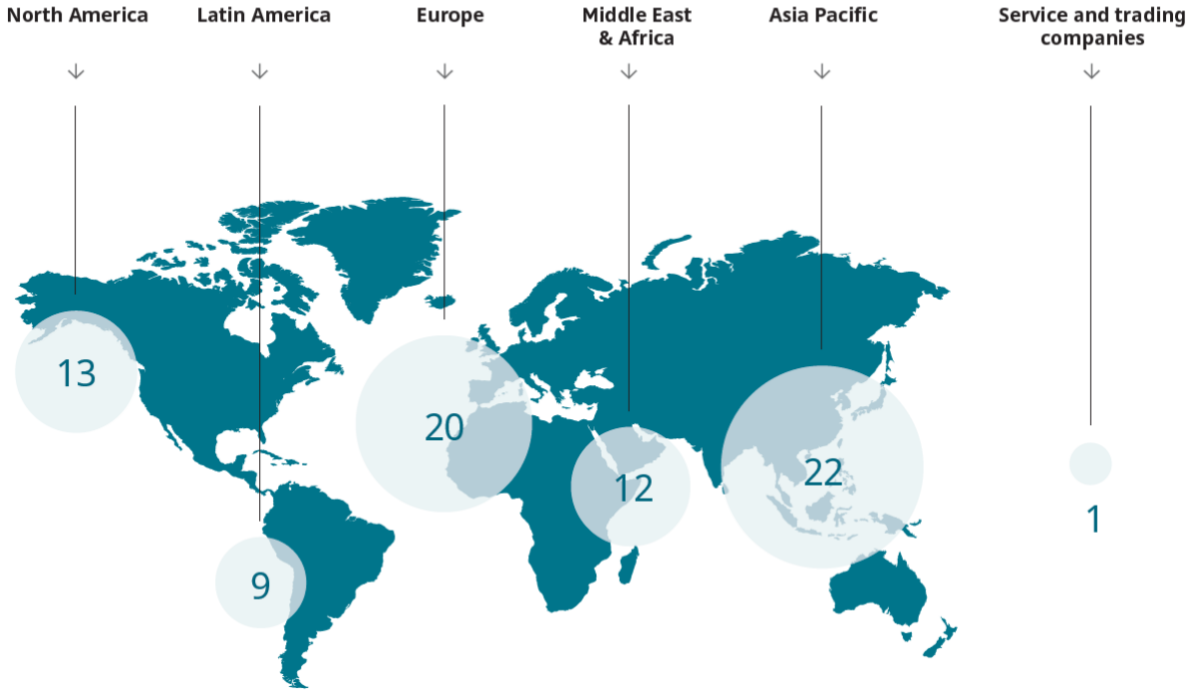 North America
Latin America
Europe
Middle East
& Africa
Asia Pacific
Service and trading
companies
13
20
22
12
9
1